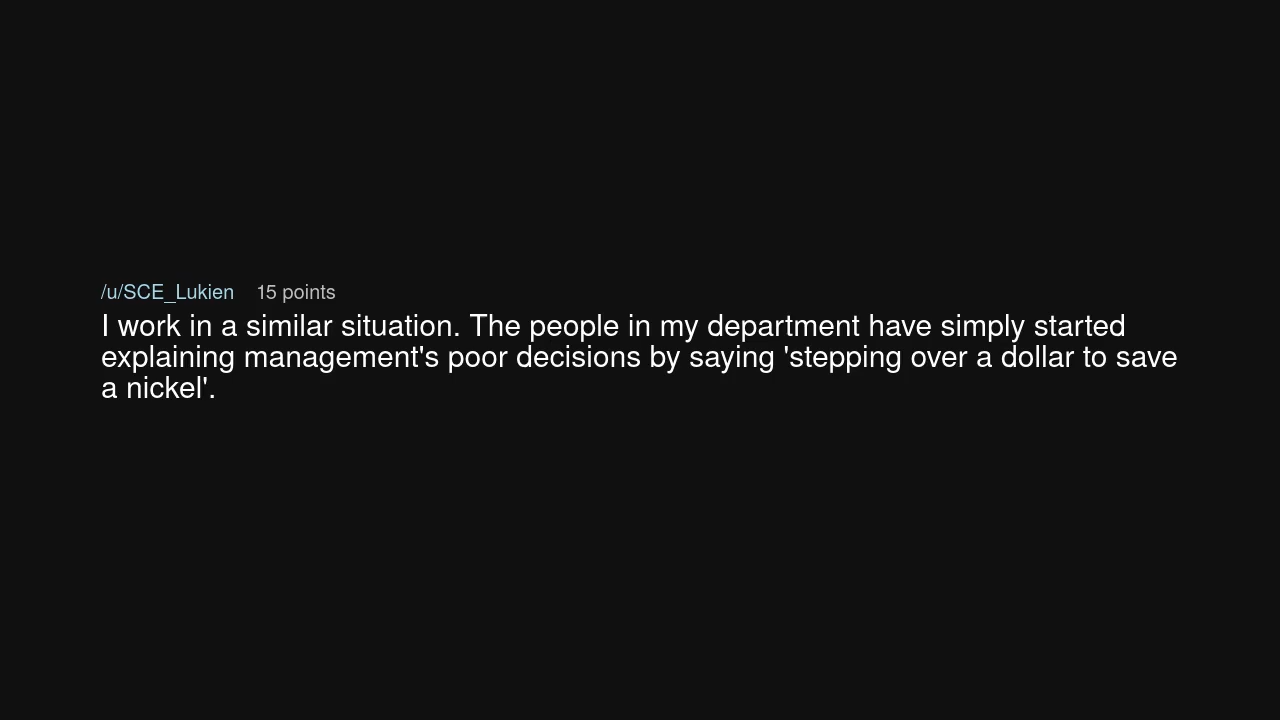 /u/SCE_Lukien 15 points
I work in a similar situation. The people in my department have simply started
explaining management's poor decisions by saying 'stepping over a dollar to save
a nickel'.